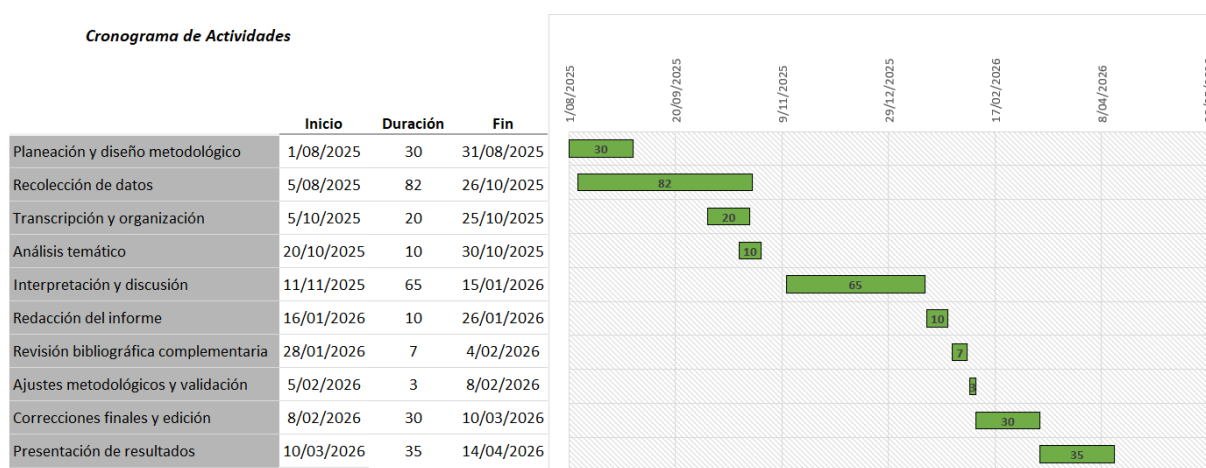 Cronograma de Actividades
1/08/2025 20/09/2025 9/11/2025 29/12/2025 17/02/2026 8/04/2026
Inicio Duración Fin
Planeación y diseño metodológico 1/08/2025 30 31/08/2025 30
Recolección de datos 5/08/2025 82 26/10/2025 82
Transcripción y organización 5/10/2025 20 25/10/2025 20
Análisis temático 20/10/2025 10 30/10/2025 10
Interpretación y discusión 11/11/2025 65 15/01/2026 65
Redacción del informe 16/01/2026 10 26/01/2026 10
Revisión bibliográfica complementaria 28/01/2026 7 4/02/2026 7
Ajustes metodológicos y validación 5/02/2026 3 8/02/2026 3
Correcciones finales y edición 8/02/2026 30 10/03/2026 30
Presentación de resultados 10/03/2026 35 14/04/2026 35